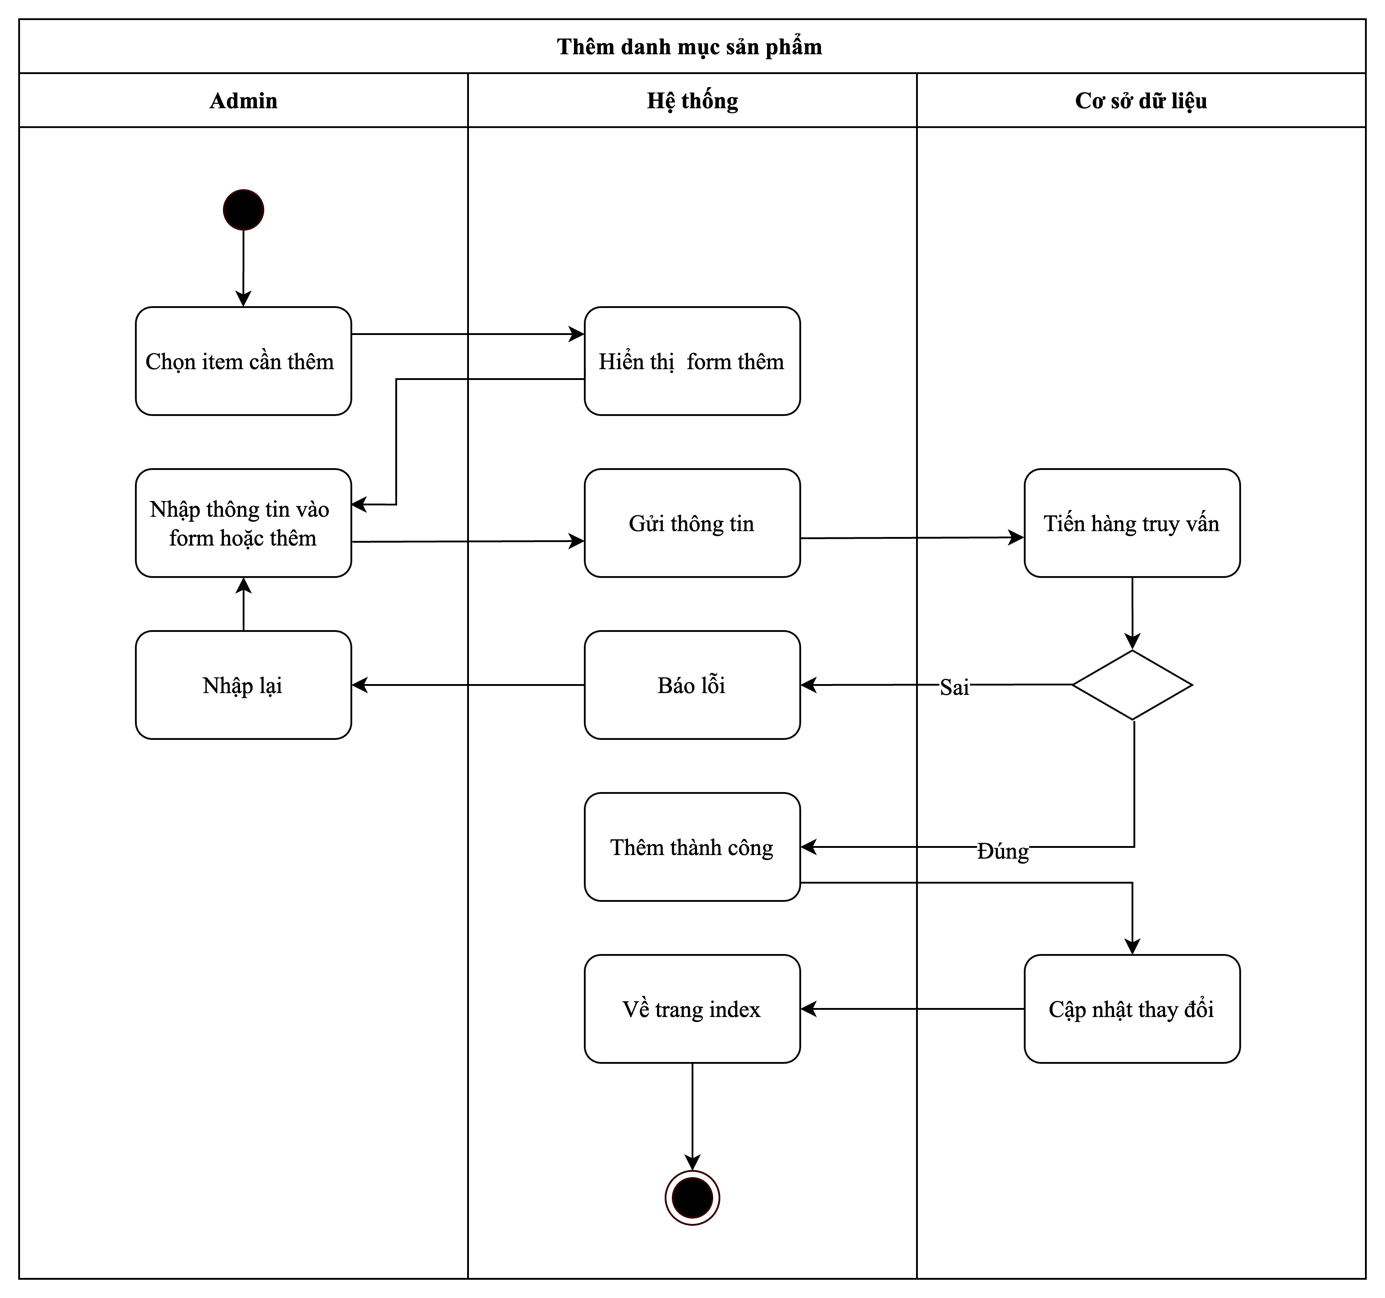 Thêm danh mục sản phẩm
Admin
Hệ thống
Cơ sở dữ liệu
Chọn item cần thêm
Hiển thị form thêm
Nhập thông tin vào
form hoặc thêm
Gửi thông tin
Tiến hàng truy vấn
Nhập lại
Báo lỗi
Sai
Thêm thành công
Đúng
Về trang index
Cập nhật thay đổi